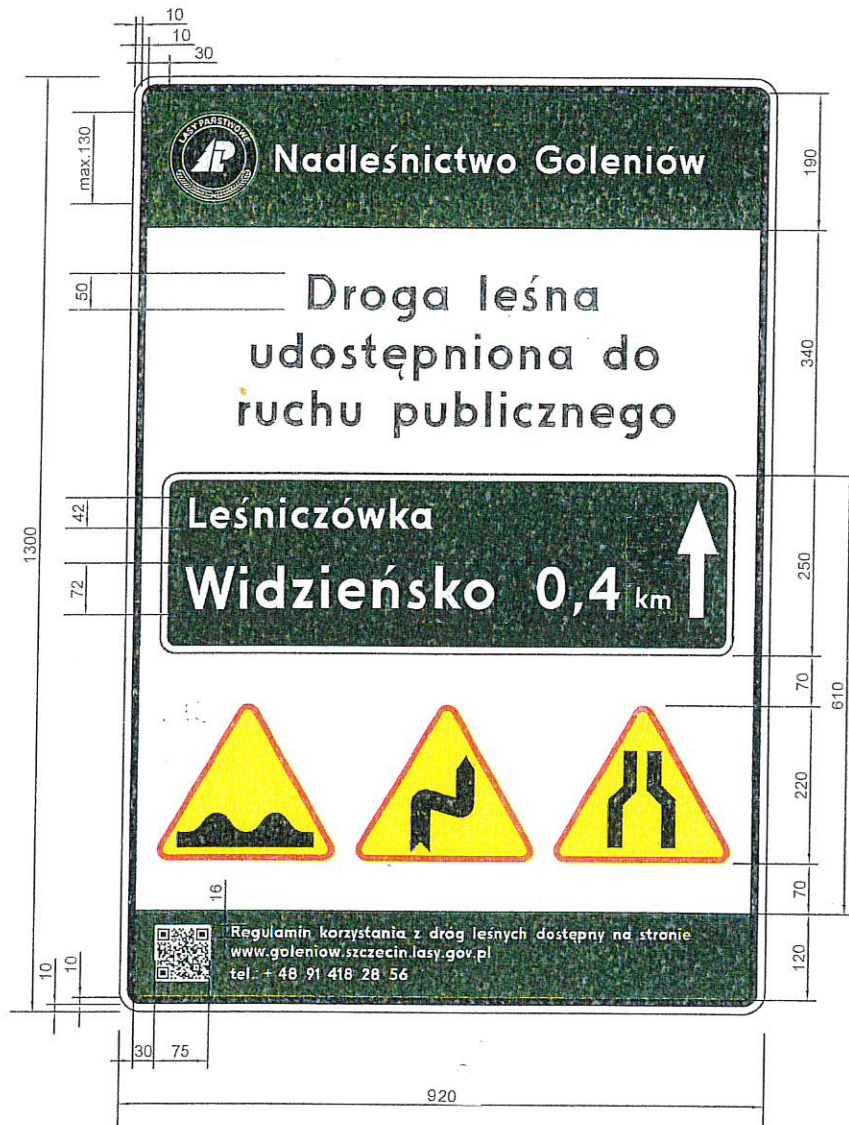 10
10
30
LASY PAŃSTWOWE
Nadleśnictwo Goleniów
max.130
190
Droga leśna
udostępniona do
ruchu publicznego
50
340
1300
Leśniczówka
Widzieńsko 0,4 km
42
72
250
70
610
220
70
16
Regulamin korzystania z dróg leśnych dostępny na stronie
www.goleniow.szczecin.lasy.gov.pl
tel.: + 48 91 418 28 56
10
10
120
30
75
920